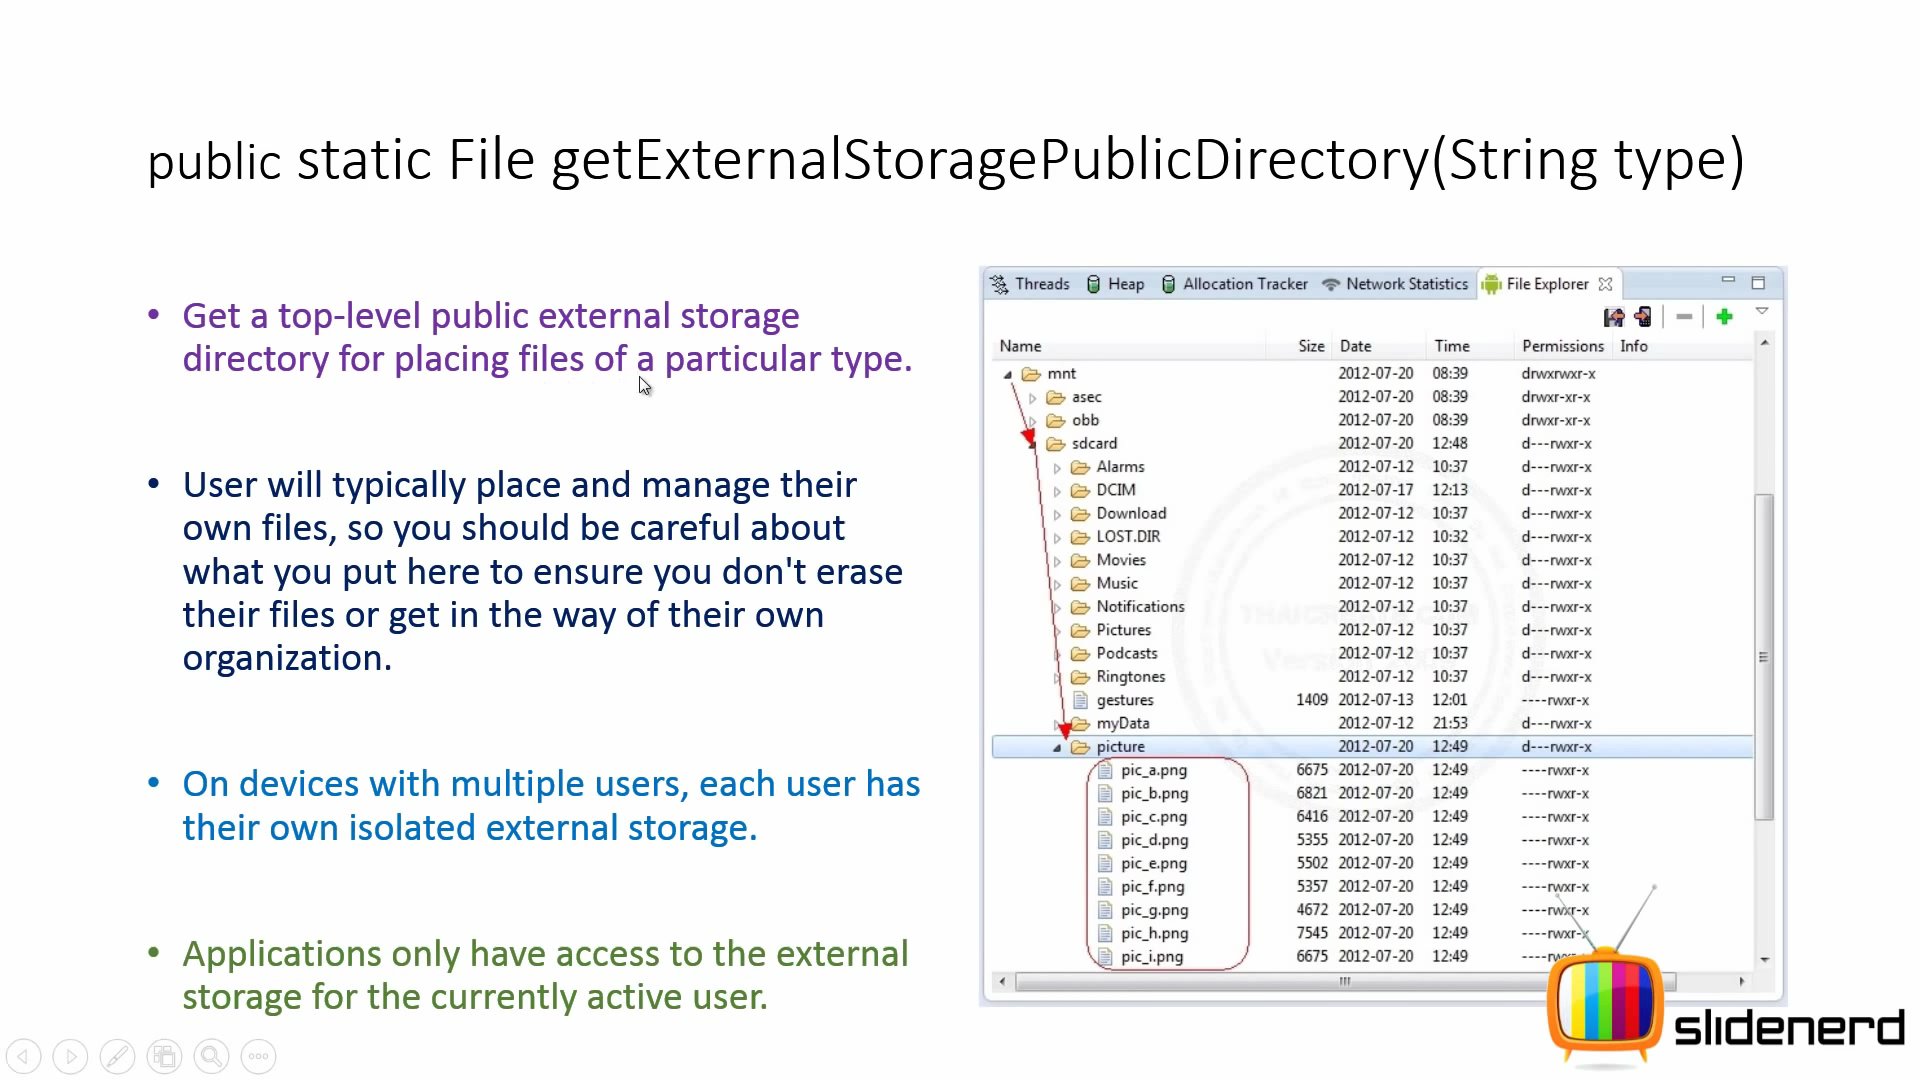 public static File getExternalStoragePublicDirectory(String type)
• Get a top-level public external storage
directory for placing files of a particular type.
• User will typically place and manage their
own files, so you should be careful about
what you put here to ensure you don't erase
their files or get in the way of their own
organization.
• On devices with multiple users, each user has
their own isolated external storage.
• Applications only have access to the external
storage for the currently active user.
Threads Heap Allocation Tracker Network Statistics File Explorer
Name Size Date Time Permissions Info
mnt 2012-07-20 08:39 drwxrwxr-x
asec 2012-07-20 08:39 drwxr-xr-x
obb 2012-07-20 08:39 drwxr-xr-x
sdcard 2012-07-20 12:48 d---rwxr-x
Alarms 2012-07-12 10:37 d---rwxr-x
DCIM 2012-07-17 12:13 d---rwxr-x
Download 2012-07-12 10:37 d---rwxr-x
LOST.DIR 2012-07-12 10:32 d---rwxr-x
Movies 2012-07-12 10:37 d---rwxr-x
Music 2012-07-12 10:37 d---rwxr-x
Notifications 2012-07-12 10:37 d---rwxr-x
Pictures 2012-07-12 10:37 d---rwxr-x
Podcasts 2012-07-12 10:37 d---rwxr-x
Ringtones 2012-07-12 10:37 d---rwxr-x
gestures 1409 2012-07-13 12:01 ----rwxr-x
myData 2012-07-12 21:53 d---rwxr-x
picture 2012-07-20 12:49 d---rwxr-x
pic_a.png 6675 2012-07-20 12:49 ----rwxr-x
pic_b.png 6821 2012-07-20 12:49 ----rwxr-x
pic_c.png 6416 2012-07-20 12:49 ----rwxr-x
pic_d.png 5355 2012-07-20 12:49 ----rwxr-x
pic_e.png 5502 2012-07-20 12:49 ----rwxr-x
pic_f.png 5357 2012-07-20 12:49 ----rwxr-x
pic_g.png 4672 2012-07-20 12:49 ----rwxr-x
pic_h.png 7545 2012-07-20 12:49 ----rwxr-x
pic_i.png 6675 2012-07-20 12:49
slidenerd